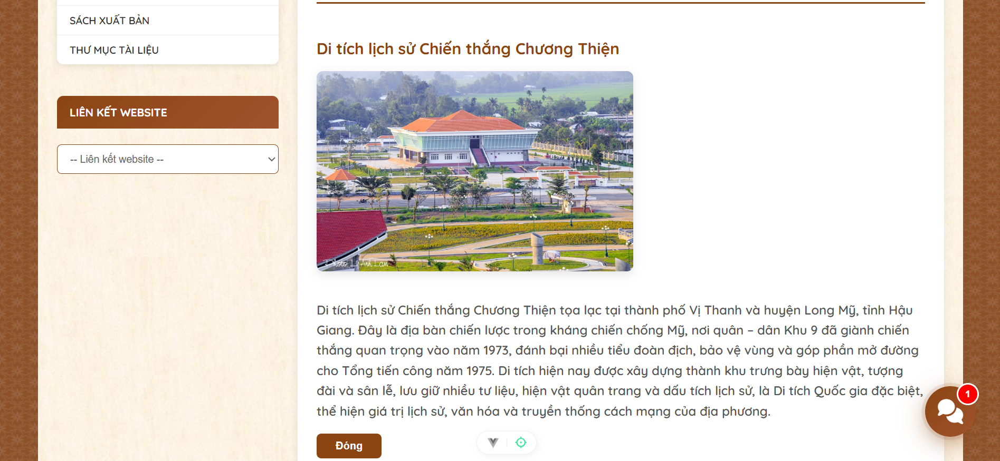 SÁCH XUẤT BẢN
THƯ MỤC TÀI LIỆU
LIÊN KẾT WEBSITE
-- Liên kết website --
Di tích lịch sử Chiến thắng Chương Thiện
Photo: Ly Anh Lam
Di tích lịch sử Chiến thắng Chương Thiện tọa lạc tại thành phố Vị Thanh và huyện Long Mỹ, tỉnh Hậu
Giang. Đây là địa bàn chiến lược trong kháng chiến chống Mỹ, nơi quân – dân Khu 9 đã giành chiến
thắng quan trọng vào năm 1973, đánh bại nhiều tiểu đoàn địch, bảo vệ vùng và góp phần mở đường
cho Tổng tiến công năm 1975. Di tích hiện nay được xây dựng thành khu trưng bày hiện vật, tượng
đài và sân lễ, lưu giữ nhiều tư liệu, hiện vật quân trang và dấu tích lịch sử, là Di tích Quốc gia đặc biệt,
thể hiện giá trị lịch sử, văn hóa và truyền thống cách mạng của địa phương.
Đóng
1